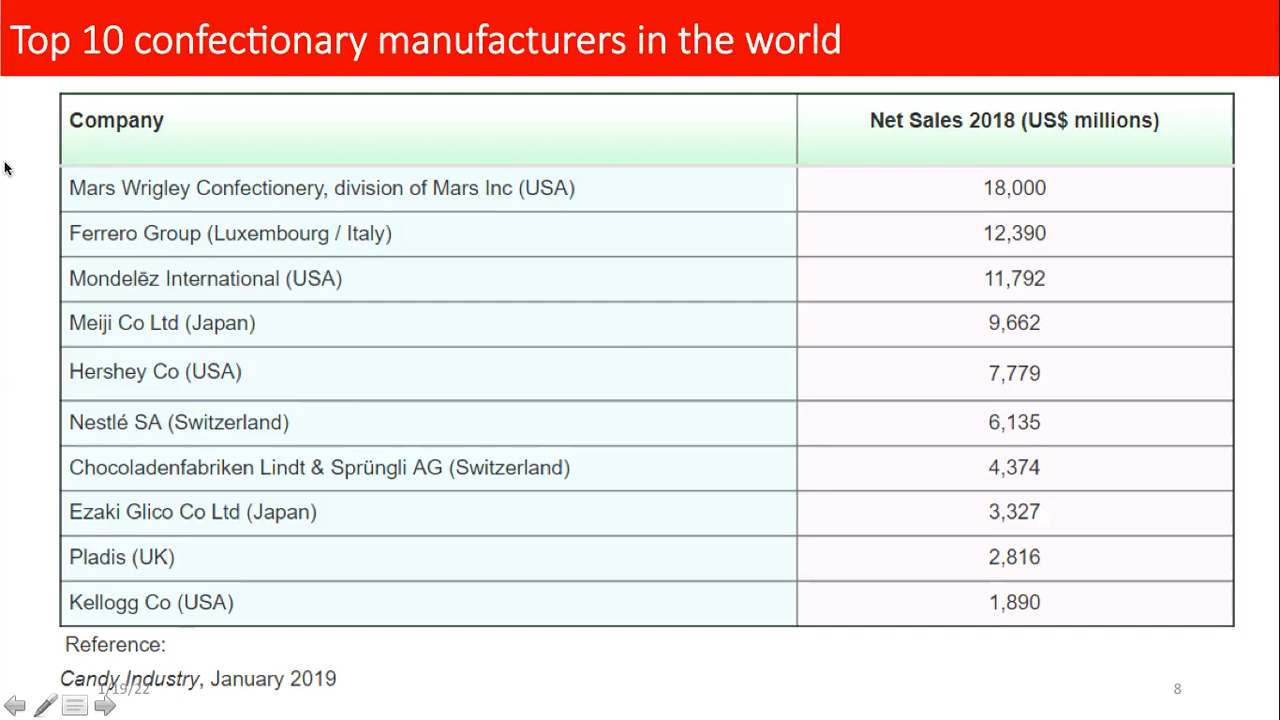 Top 10 confectionary manufacturers in the world
Company Net Sales 2018 (US$ millions)
Mars Wrigley Confectionery, division of Mars Inc (USA) 18,000
Ferrero Group (Luxembourg / Italy) 12,390
Mondelēz International (USA) 11,792
Meiji Co Ltd (Japan) 9,662
Hershey Co (USA) 7,779
Nestlé SA (Switzerland) 6,135
Chocoladenfabriken Lindt & Sprüngli AG (Switzerland) 4,374
Ezaki Glico Co Ltd (Japan) 3,327
Pladis (UK) 2,816
Kellogg Co (USA) 1,890
Reference:
Candy Industry, January 2019
1/19/22 8